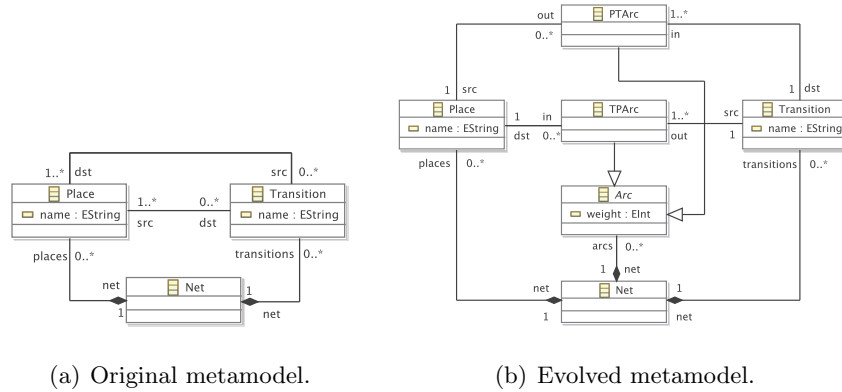 out
PTArc
1..*
0..*
in
1
src
1
dst
Place
1
in
TPArc
1..*
src
Transition
name : EString
dst
0..*
out
1
name : EString
places
0..*
transitions
0..*
1..*
dst
src
0..*
Place
1..*
0..*
Transition
Arc
name : EString
src
dst
name : EString
weight : EInt
arcs
0..*
places
0..*
transitions
0..*
1
net
net
Net
1
net
Net
1
1
net
1
net
(a) Original metamodel.
(b) Evolved metamodel.